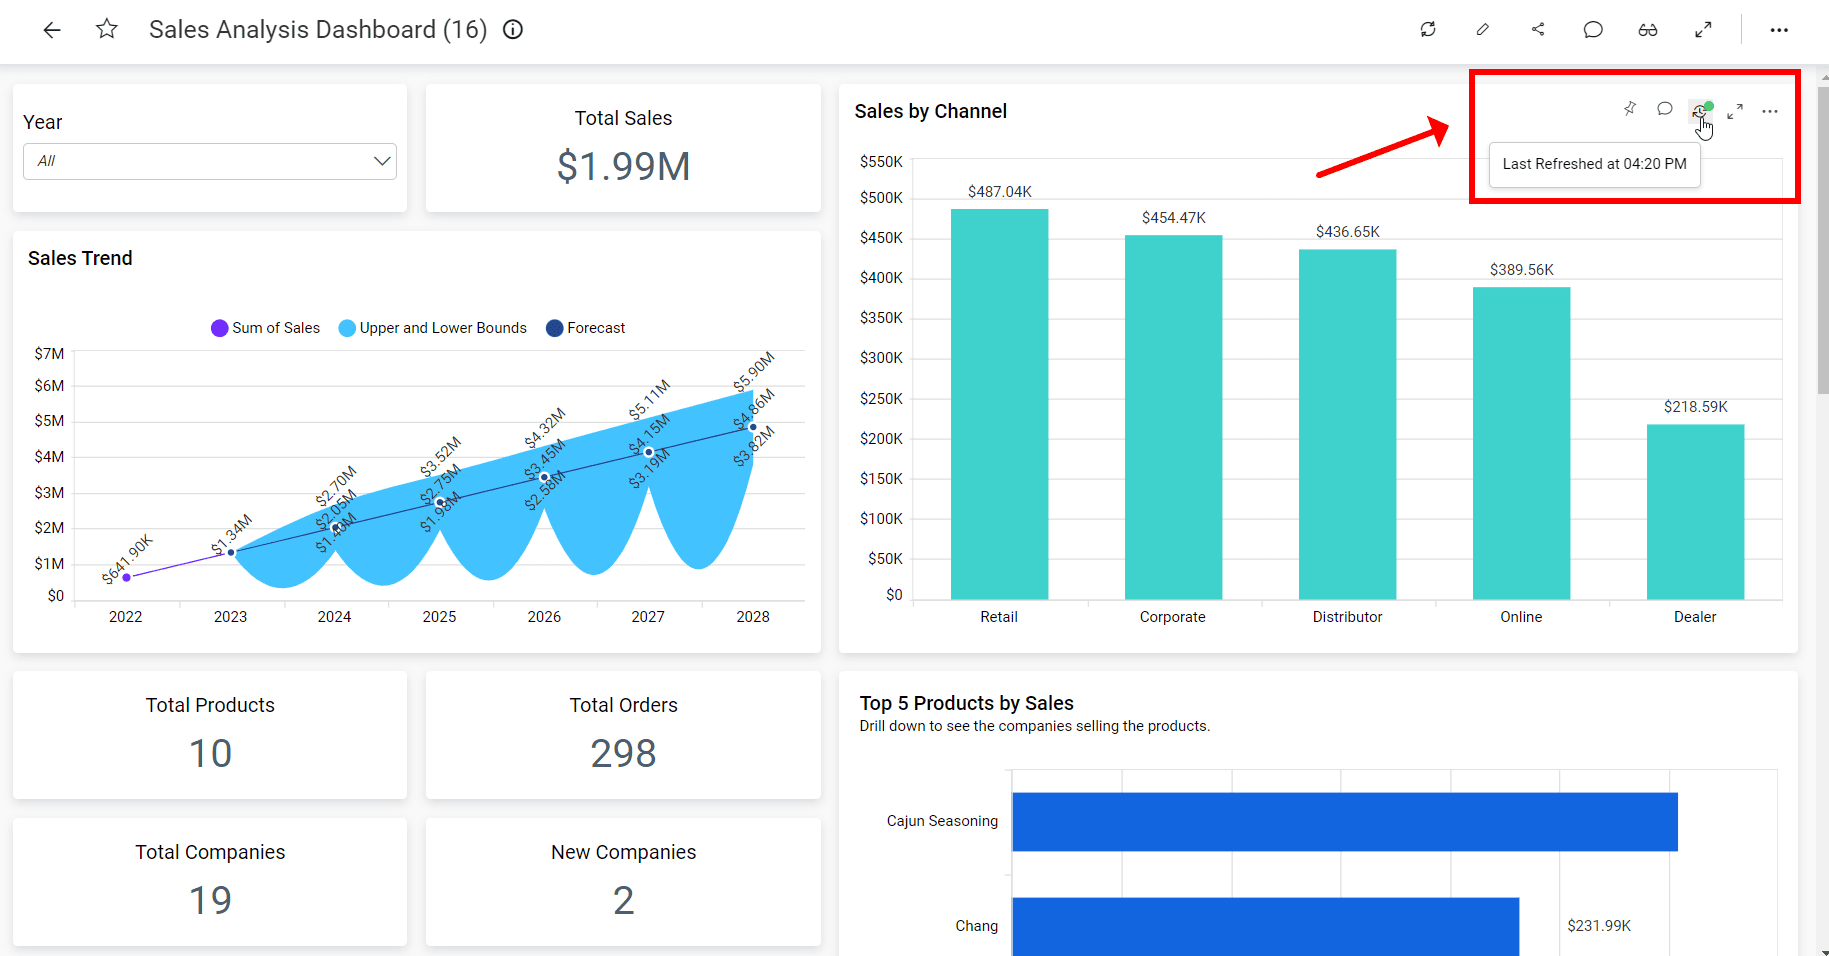 Sales Analysis Dashboard (16)
Year
All
Total Sales
$1.99M
Sales by Channel
Last Refreshed at 04:20 PM
$550K
$500K
$450K
$400K
$350K
$300K
$250K
$200K
$150K
$100K
$50K
$0
$487.04K
$454.47K
$436.65K
$389.56K
$218.59K
Retail
Corporate
Distributor
Online
Dealer
Sales Trend
Sum of Sales
Upper and Lower Bounds
Forecast
$7M
$6M
$5M
$4M
$3M
$2M
$1M
$0
$641.90K
$1.34M
$2.70M
$2.05M
$1.40M
$3.52M
$2.75M
$1.98M
$4.32M
$3.45M
$2.58M
$5.11M
$4.15M
$3.19M
$5.90M
$4.86M
$3.82M
2022
2023
2024
2025
2026
2027
2028
Total Products
10
Total Orders
298
Total Companies
19
New Companies
2
Top 5 Products by Sales
Drill down to see the companies selling the products.
Cajun Seasoning
Chang
$231.99K